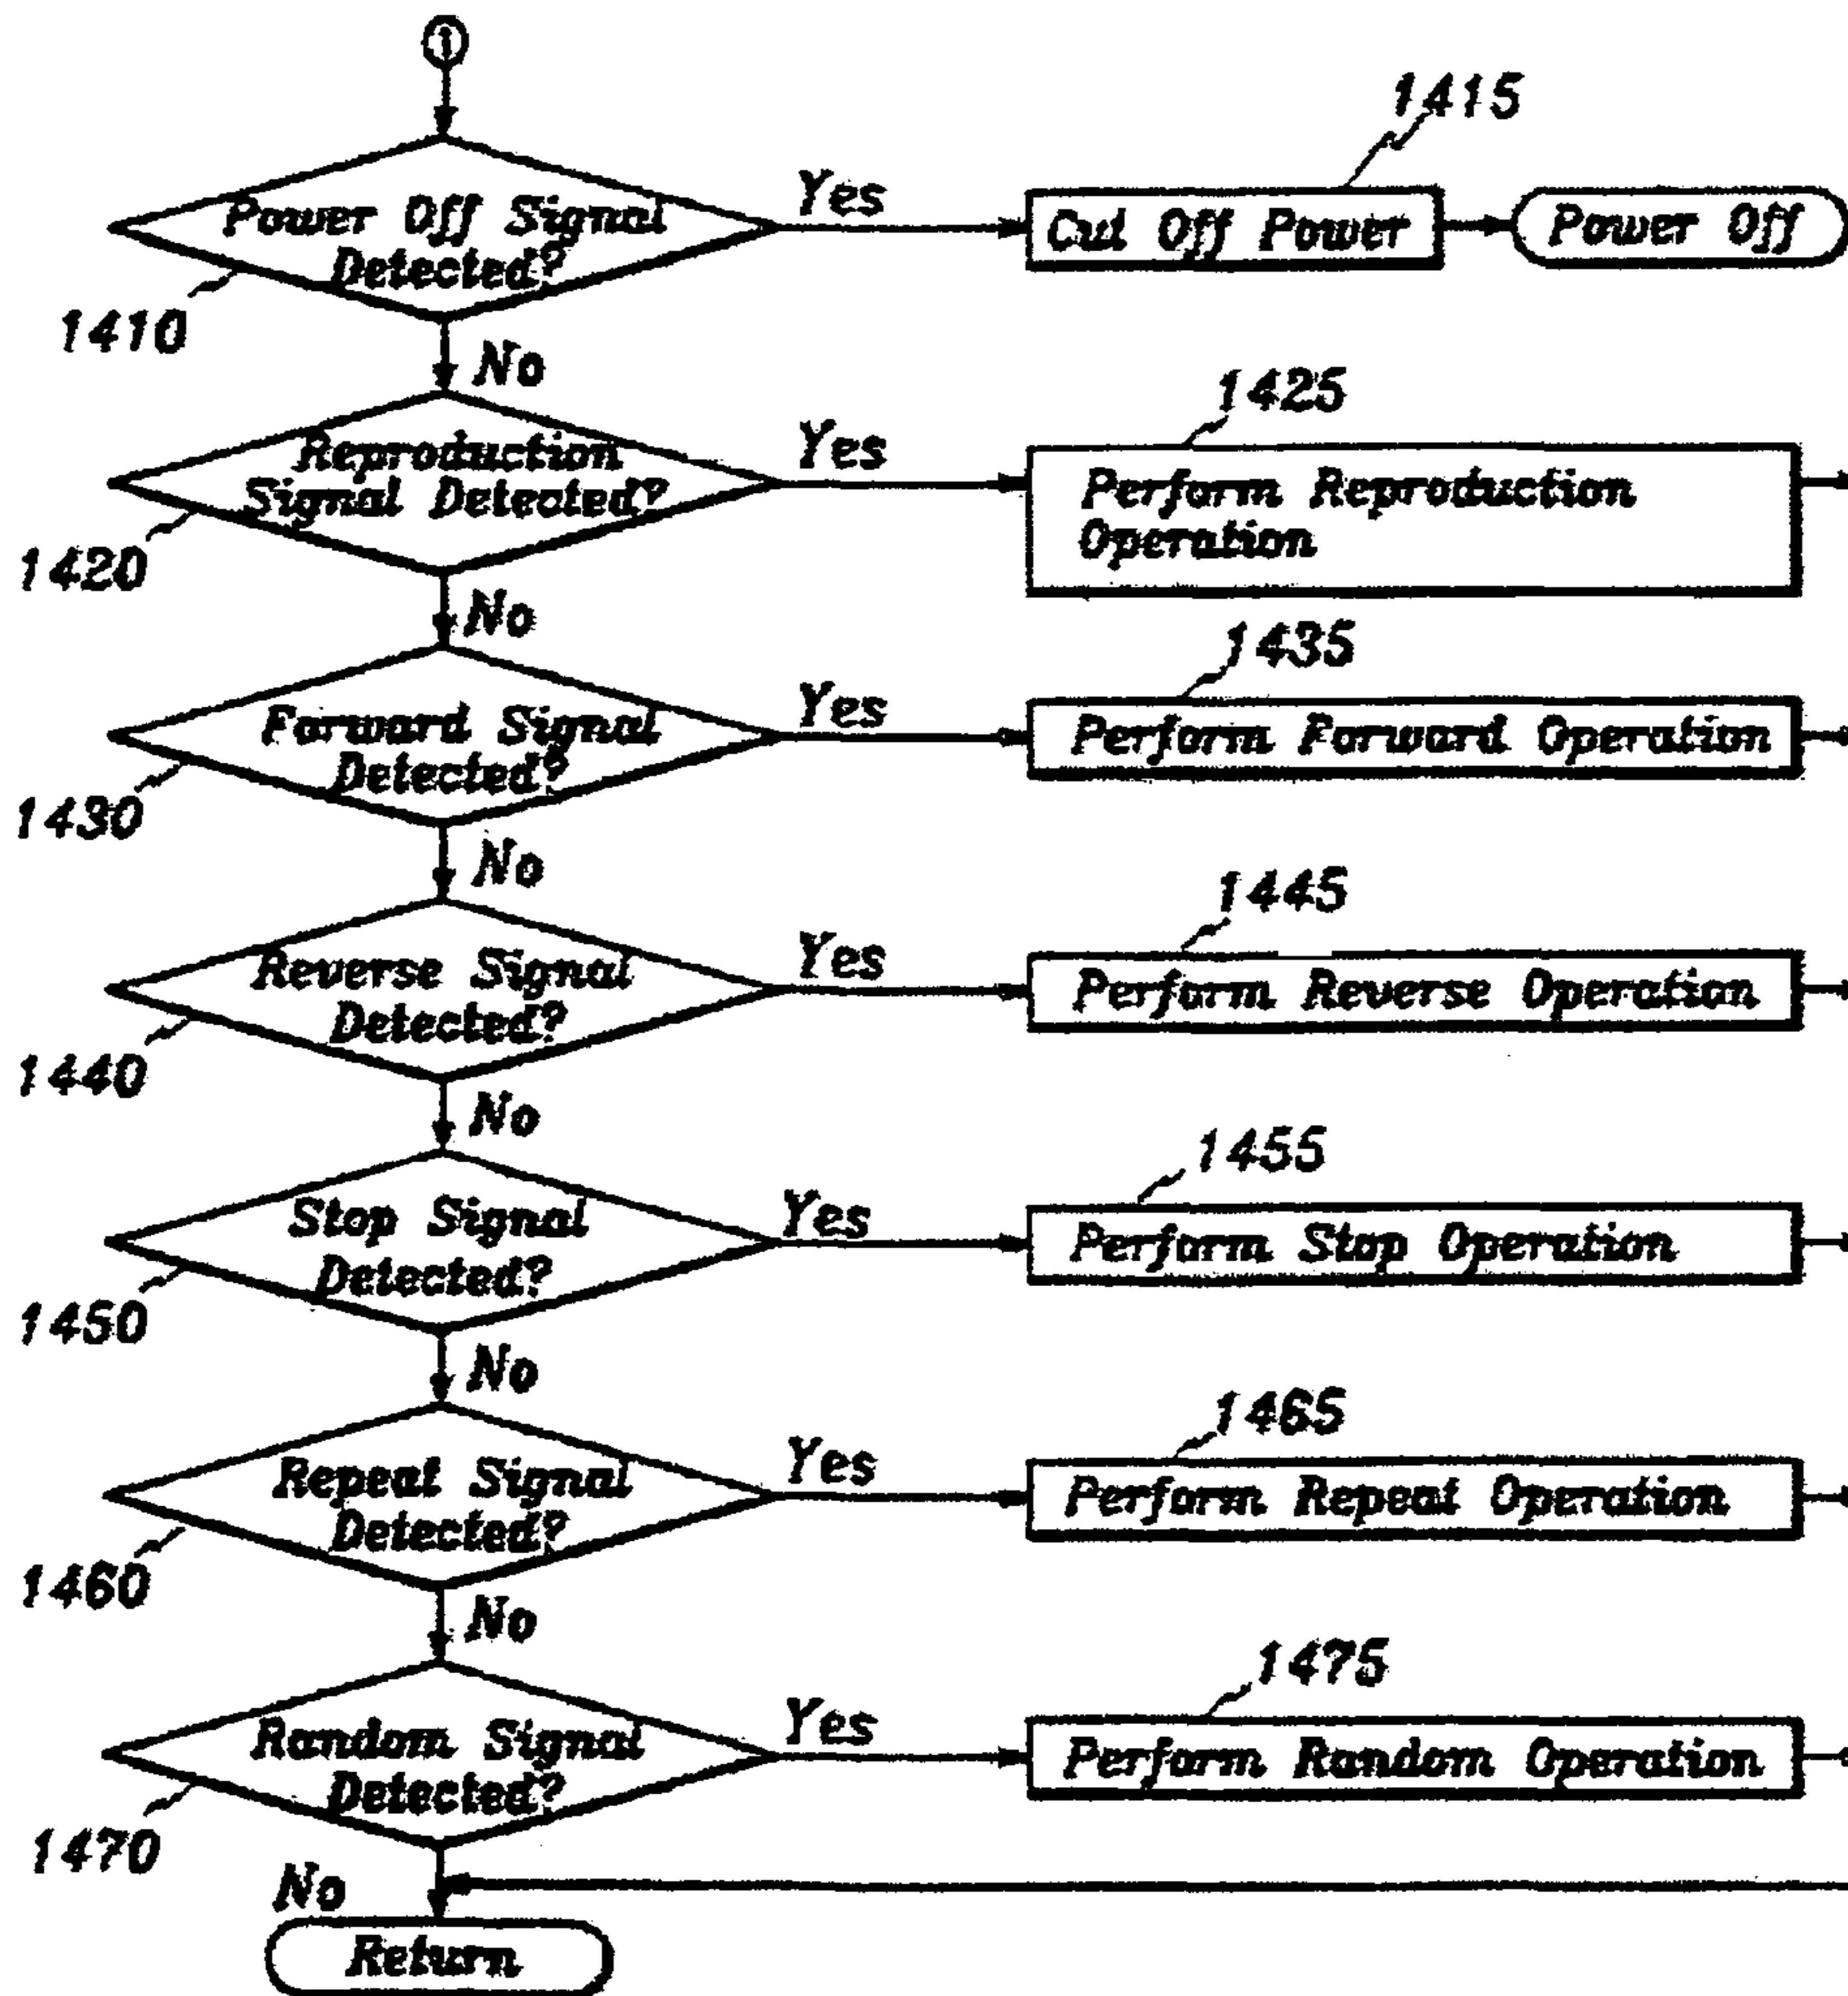 1
1415
Power Off Signal
Detected?
Yes
Cut Off Power
Power Off
1410
No
1425
Reproduction
Signal Detected?
Yes
Perform Reproduction
Operation
1420
No
1435
Forward Signal
Detected?
Yes
Perform Forward Operation
1430
No
1445
Reverse Signal
Detected?
Yes
Perform Reverse Operation
1440
No
1455
Stop Signal
Detected?
Yes
Perform Stop Operation
1450
No
1465
Repeat Signal
Detected?
Yes
Perform Repeat Operation
1460
No
1475
Random Signal
Detected?
Yes
Perform Random Operation
1470
No
Return